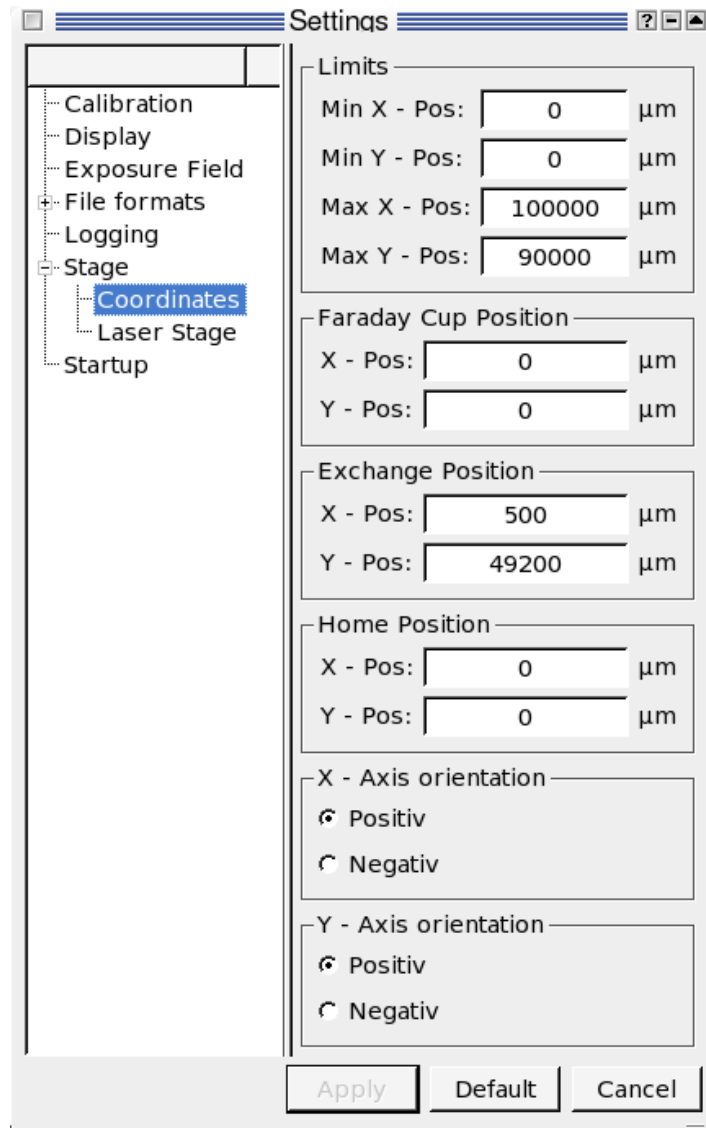 Settings
Calibration
Display
Exposure Field
File formats
Logging
Stage
Coordinates
Laser Stage
Startup
Limits
Min X - Pos: 0 µm
Min Y - Pos: 0 µm
Max X - Pos: 100000 µm
Max Y - Pos: 90000 µm
Faraday Cup Position
X - Pos: 0 µm
Y - Pos: 0 µm
Exchange Position
X - Pos: 500 µm
Y - Pos: 49200 µm
Home Position
X - Pos: 0 µm
Y - Pos: 0 µm
X - Axis orientation
Positiv
Negativ
Y - Axis orientation
Positiv
Negativ
Apply Default Cancel